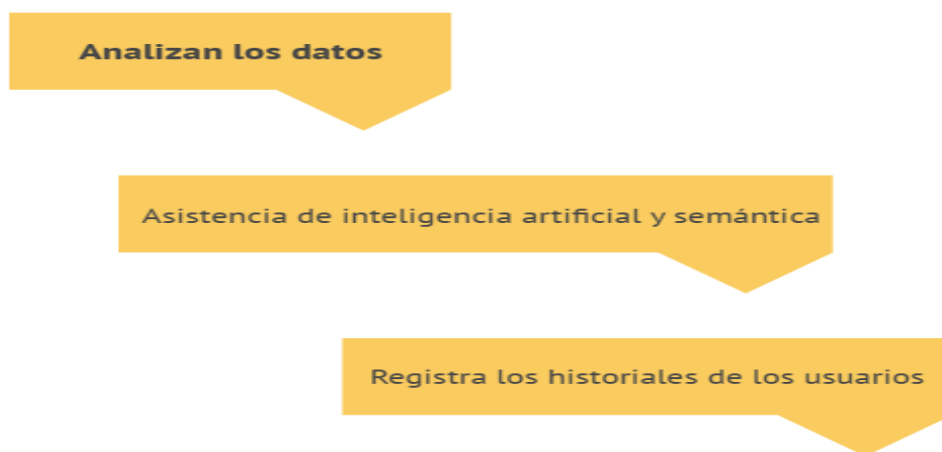 Analizan los datos
Asistencia de inteligencia artificial y semántica
Registra los historiales de los usuarios